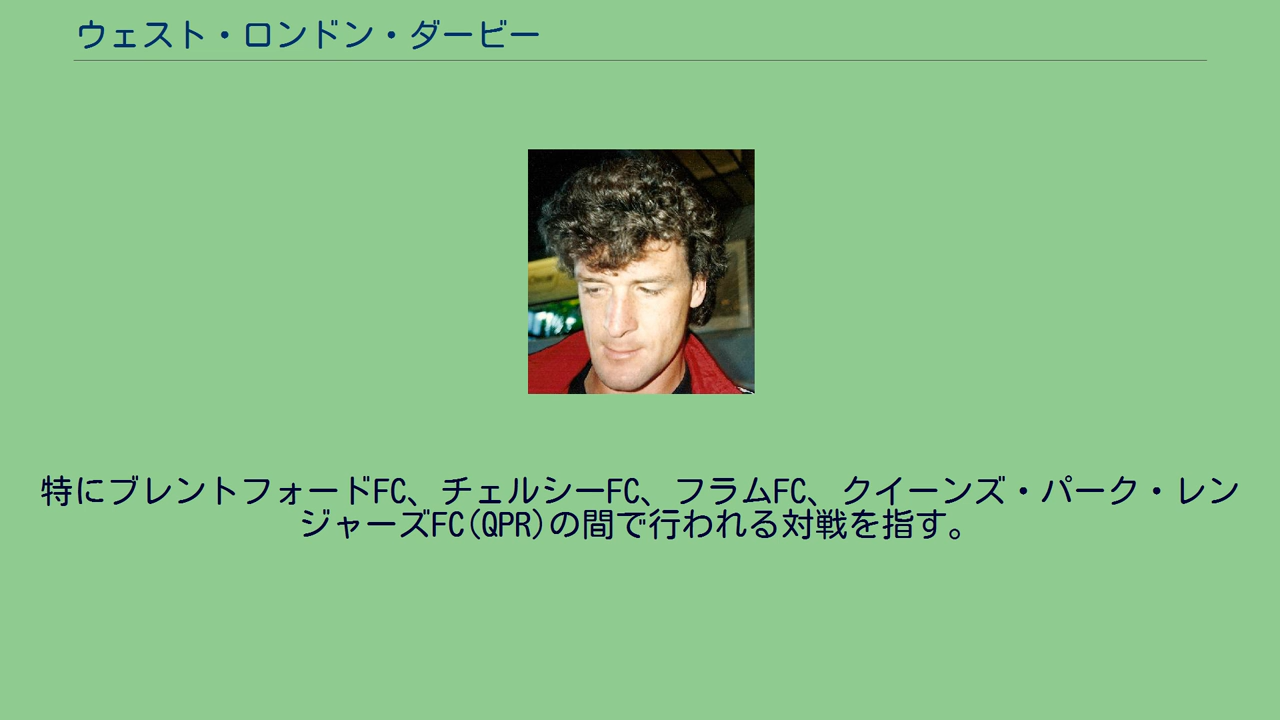 ウェスト・ロンドン・ダービー
特にブレントフォードFC、チェルシーFC、フラムFC、クイーンズ・パーク・レン
ジャーズFC(QPR)の間で行われる対戦を指す。